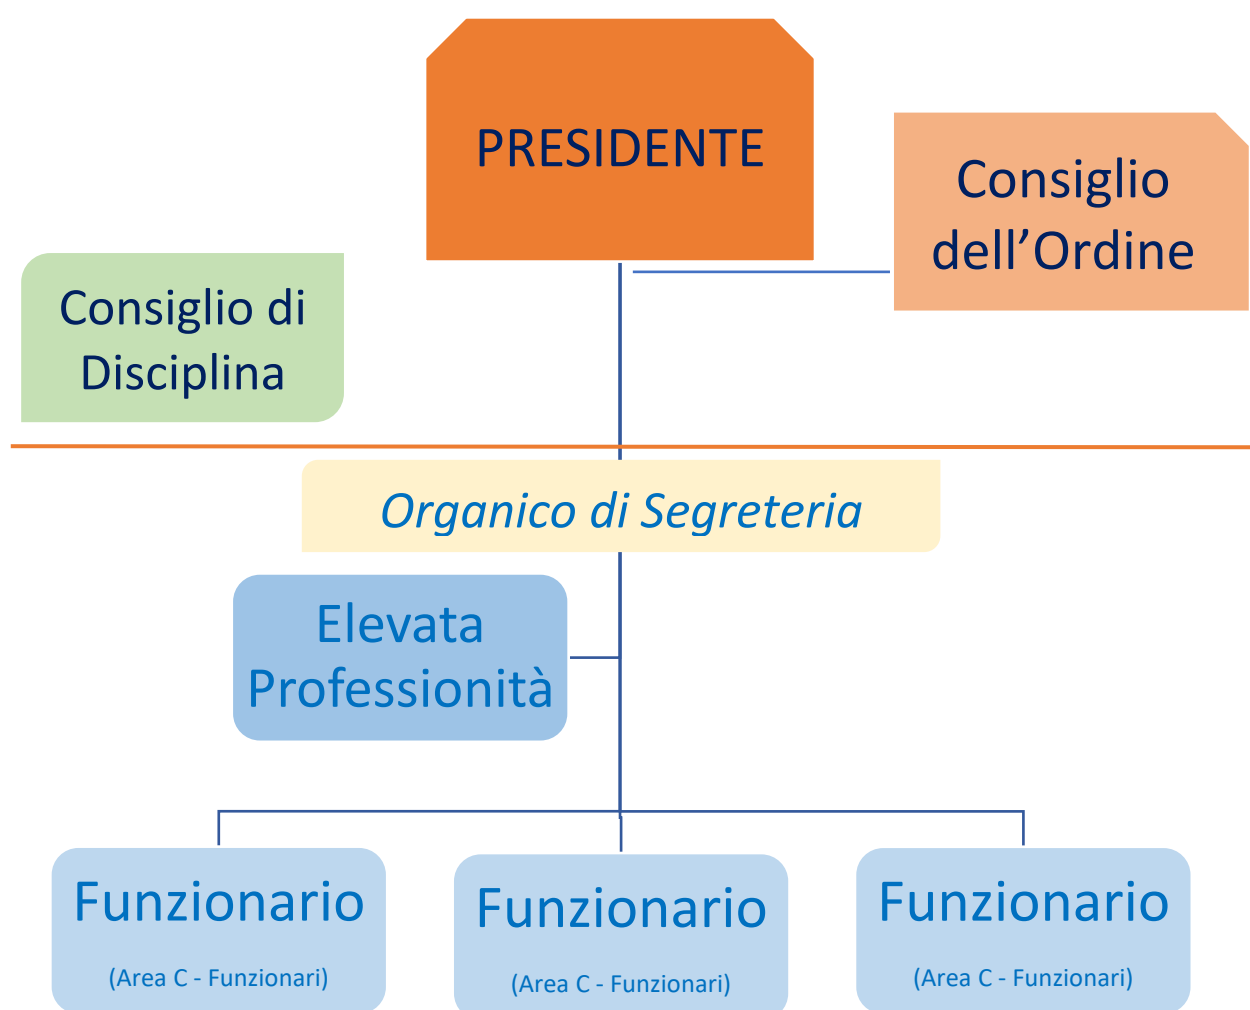 PRESIDENTE
Consiglio
dell’Ordine
Consiglio di
Disciplina
Organico di Segreteria
Elevata
Professionità
Funzionario
(Area C - Funzionari)
Funzionario
(Area C - Funzionari)
Funzionario
(Area C - Funzionari)